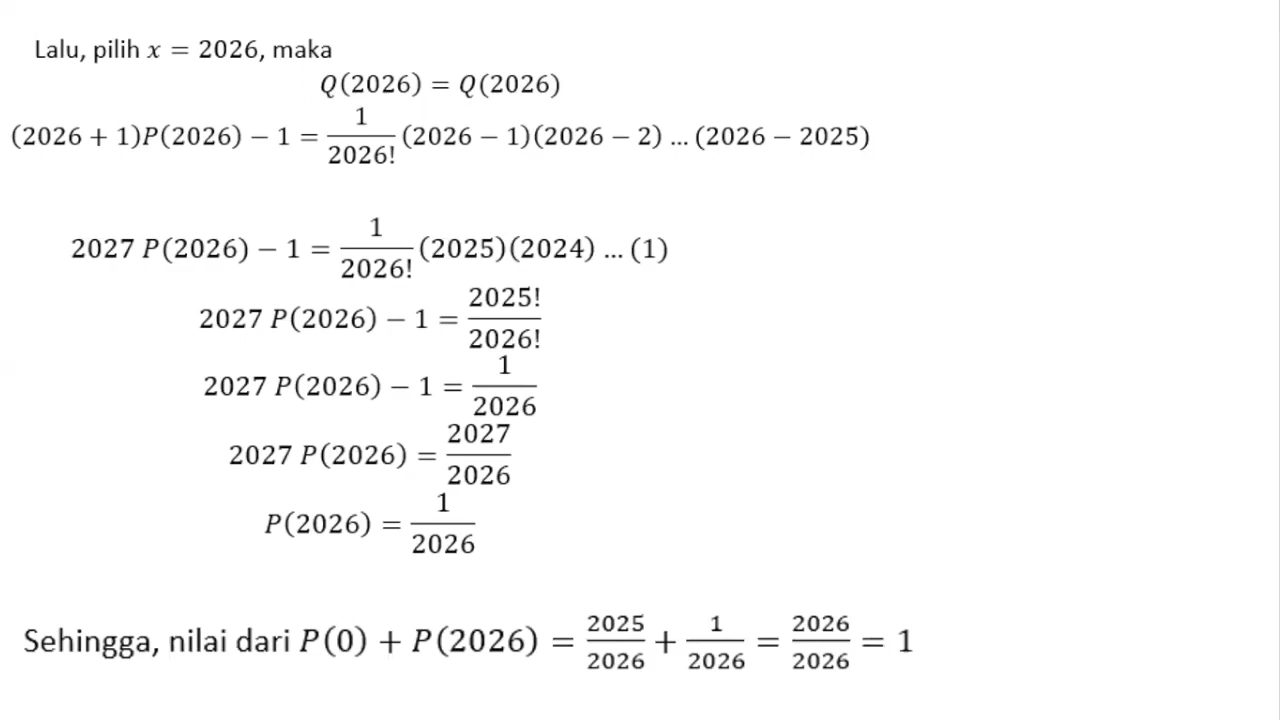 Lalu, pilih x = 2026, maka
Q(2026) = Q(2026)
(2026 + 1)P(2026) − 1 = 1/2026! (2026 − 1)(2026 − 2) … (2026 − 2025)
2027 P(2026) − 1 = 1/2026! (2025)(2024) … (1)
2027 P(2026) − 1 = 2025!/2026!
2027 P(2026) − 1 = 1/2026
2027 P(2026) = 2027/2026
P(2026) = 1/2026
Sehingga, nilai dari P(0) + P(2026) = 2025/2026 + 1/2026 = 2026/2026 = 1